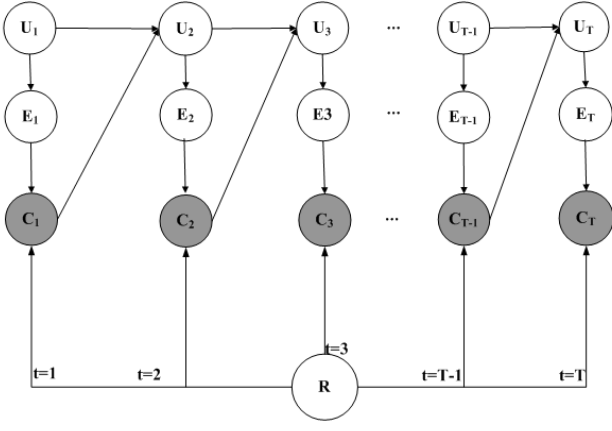 U1 U2 U3 ... UT-1 UT
E1 E2 E3 ... ET-1 ET
C1 C2 C3 ... CT-1 CT
t=1 t=2 t=3 t=T-1 t=T
R